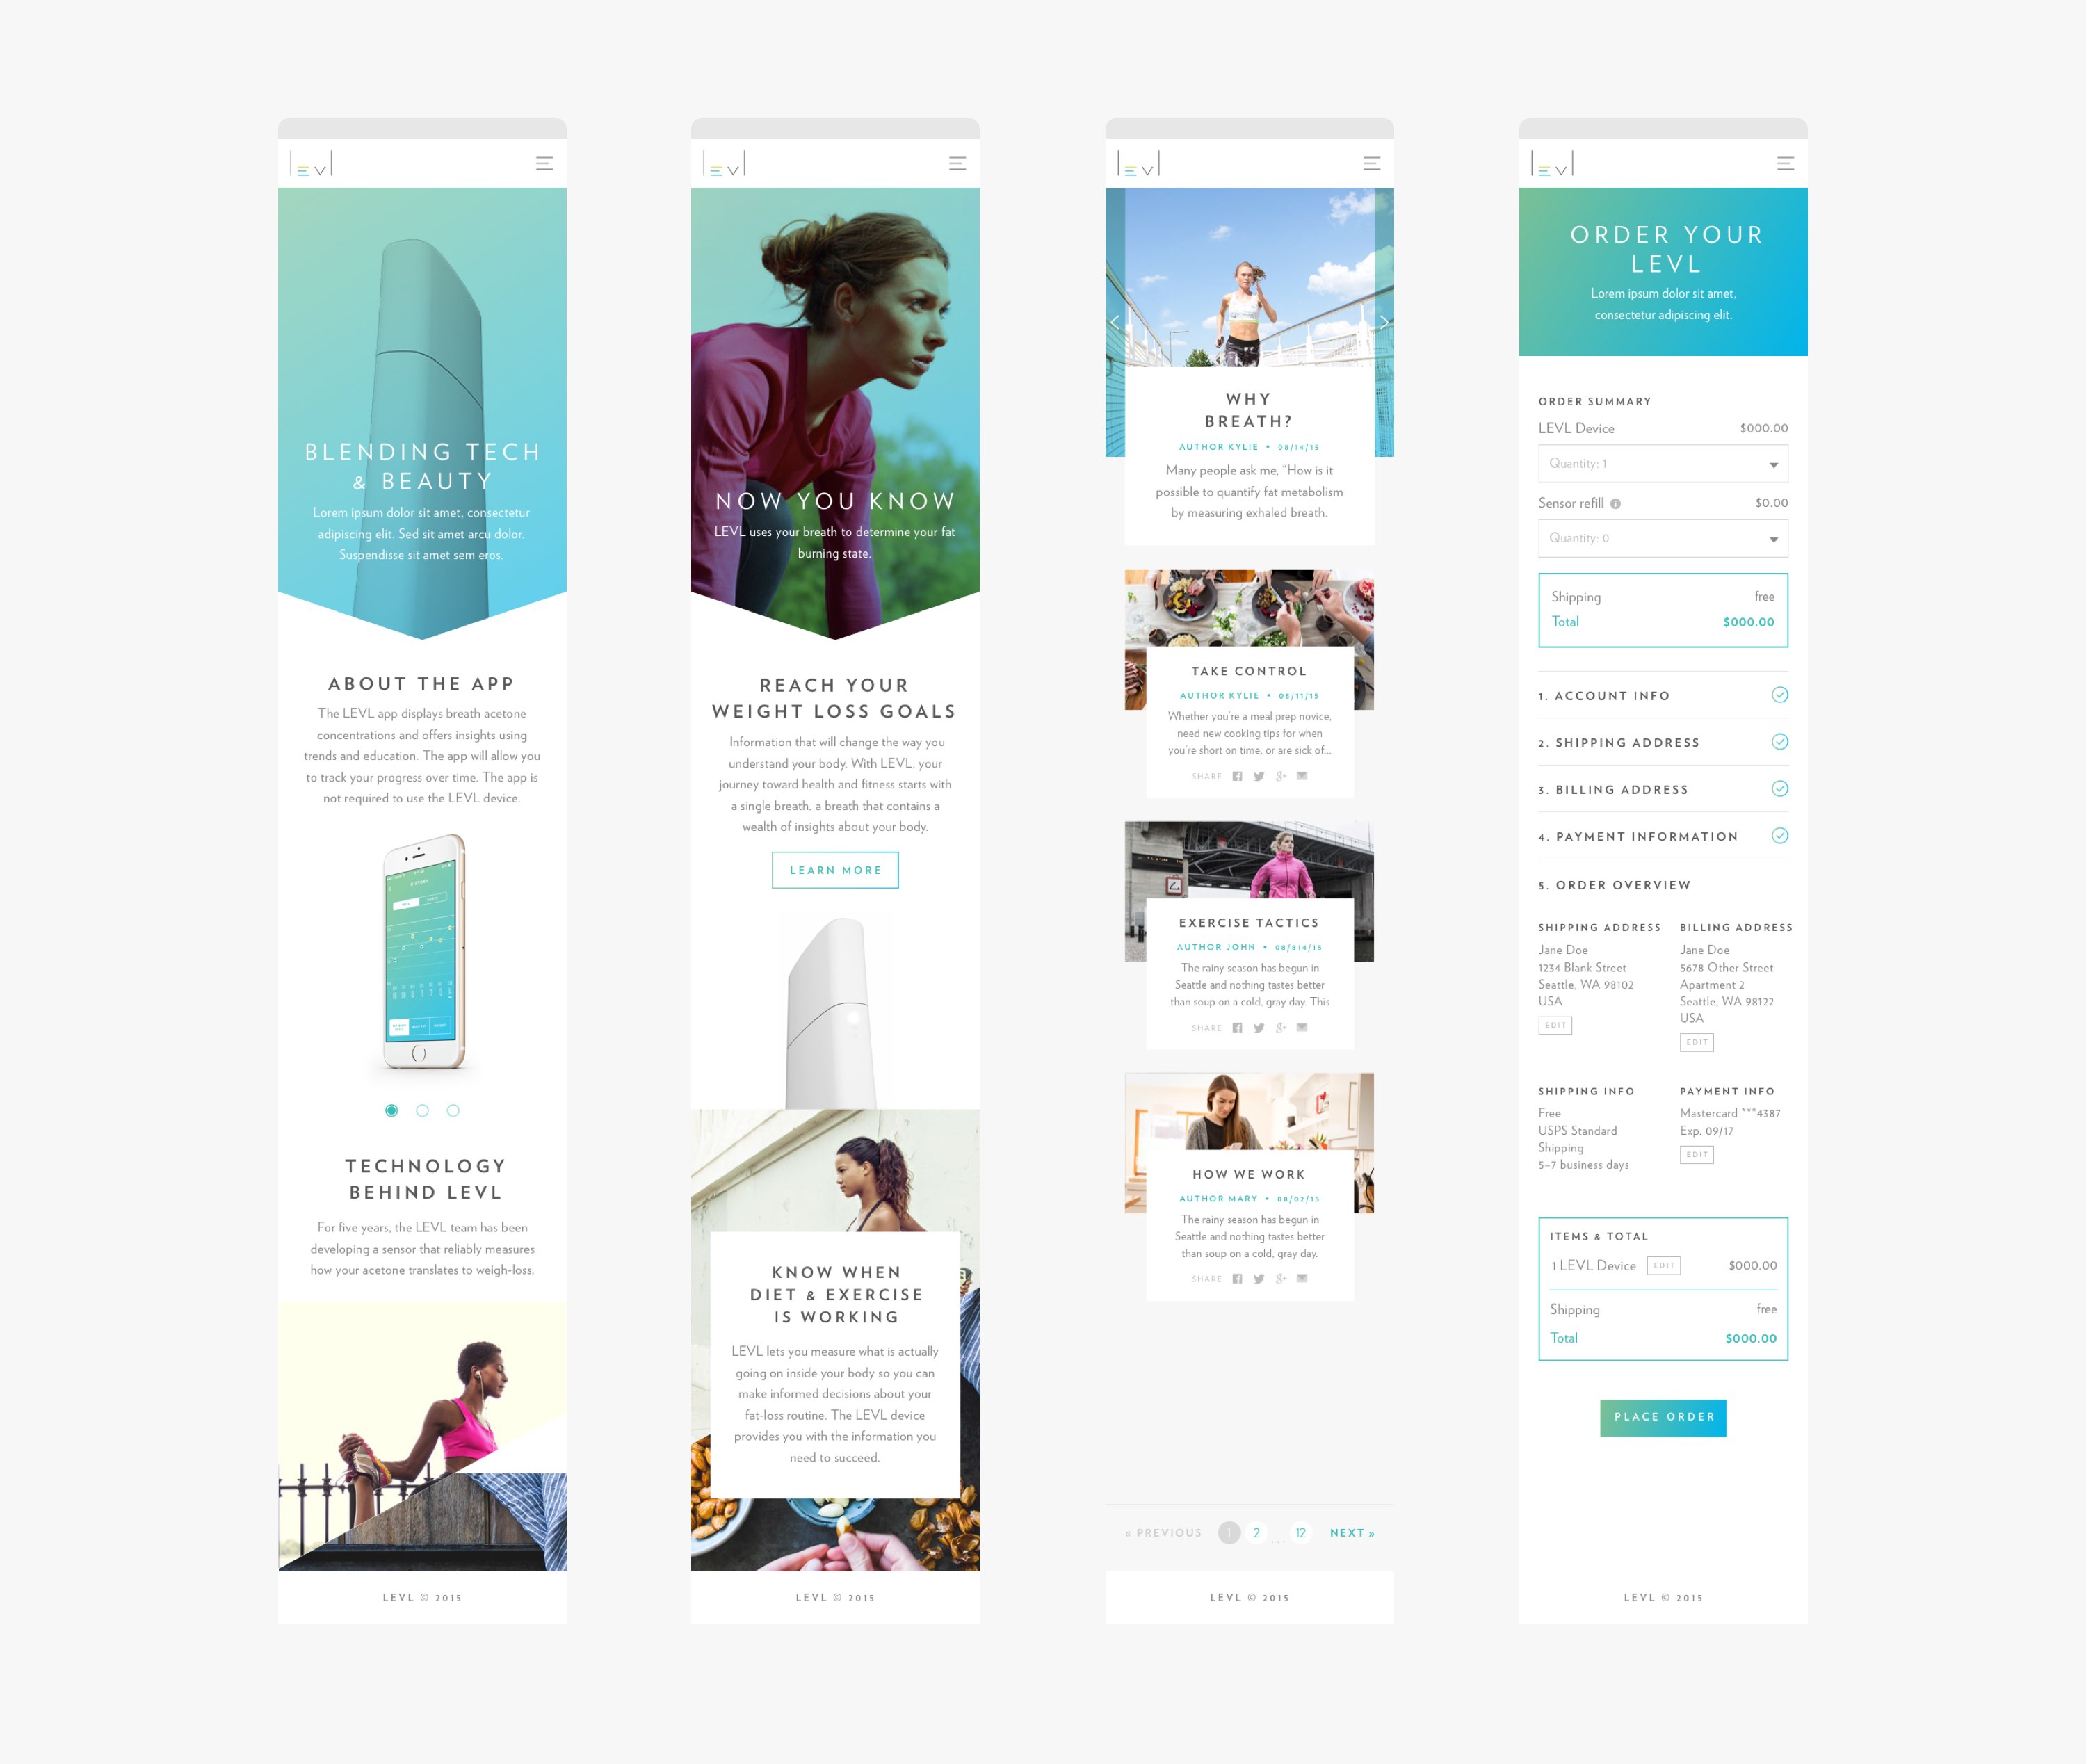 levl
BLENDING TECH
& BEAUTY
Lorem ipsum dolor sit amet, consectetur
adipiscing elit. Sed sit amet arcu dolor.
Suspendisse sit amet sem eros.
ABOUT THE APP
The LEVL app displays breath acetone
concentrations and offers insights using
trends and education. The app will allow you
to track your progress over time. The app is
not required to use the LEVL device.
HISTORY
TECHNOLOGY
BEHIND LEVL
For five years, the LEVL team has been
developing a sensor that reliably measures
how your acetone translates to weigh-loss.
LEVL © 2015
levl
NOW YOU KNOW
LEVL uses your breath to determine your fat
burning state.
REACH YOUR
WEIGHT LOSS GOALS
Information that will change the way you
understand your body. With LEVL, your
journey toward health and fitness starts with
a single breath, a breath that contains a
wealth of insights about your body.
LEARN MORE
KNOW WHEN
DIET & EXERCISE
IS WORKING
LEVL lets you measure what is actually
going on inside your body so you can
make informed decisions about your
fat-loss routine. The LEVL device
provides you with the information you
need to succeed.
LEVL © 2015
levl
WHY
BREATH?
AUTHOR KYLIE • 08/14/15
Many people ask me, "How is it
possible to quantify fat metabolism
by measuring exhaled breath.
TAKE CONTROL
AUTHOR KYLIE • 08/11/15
Whether you're a meal prep novice,
need new cooking tips for when
you're short on time, or are sick of...
SHARE
EXERCISE TACTICS
AUTHOR JOHN • 08/814/15
The rainy season has begun in
Seattle and nothing tastes better
than soup on a cold, gray day. This
SHARE
HOW WE WORK
AUTHOR MARY • 08/02/15
The rainy season has begun in
Seattle and nothing tastes better
than soup on a cold, gray day.
SHARE
« PREVIOUS 1 2 ... 12 NEXT »
LEVL © 2015
levl
ORDER YOUR
LEVL
Lorem ipsum dolor sit amet,
consectetur adipiscing elit.
ORDER SUMMARY
LEVL Device $000.00
Quantity: 1
Sensor refill $0.00
Quantity: 0
Shipping free
Total $000.00
1. ACCOUNT INFO
2. SHIPPING ADDRESS
3. BILLING ADDRESS
4. PAYMENT INFORMATION
5. ORDER OVERVIEW
SHIPPING ADDRESS
Jane Doe
1234 Blank Street
Seattle, WA 98102
USA
EDIT
BILLING ADDRESS
Jane Doe
5678 Other Street
Apartment 2
Seattle, WA 98122
USA
EDIT
SHIPPING INFO
Free
USPS Standard
Shipping
5–7 business days
PAYMENT INFO
Mastercard ***4387
Exp. 09/17
EDIT
ITEMS & TOTAL
1 LEVL Device EDIT $000.00
Shipping free
Total $000.00
PLACE ORDER
LEVL © 2015